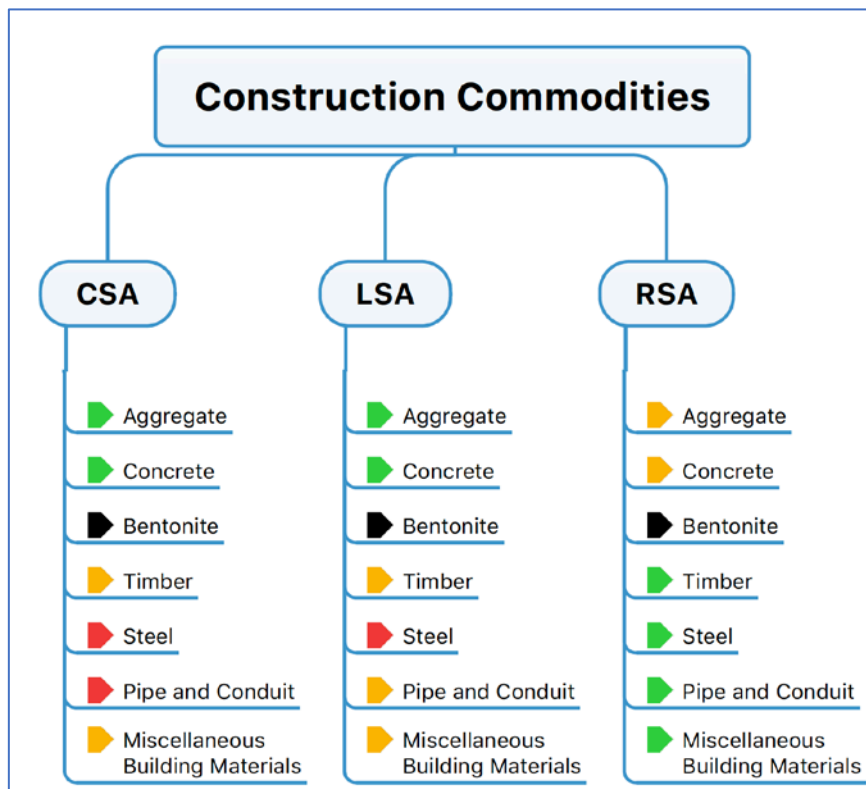 Construction Commodities
CSA
LSA
RSA
Aggregate
Concrete
Bentonite
Timber
Steel
Pipe and Conduit
Miscellaneous
Building Materials
Aggregate
Concrete
Bentonite
Timber
Steel
Pipe and Conduit
Miscellaneous
Building Materials
Aggregate
Concrete
Bentonite
Timber
Steel
Pipe and Conduit
Miscellaneous
Building Materials